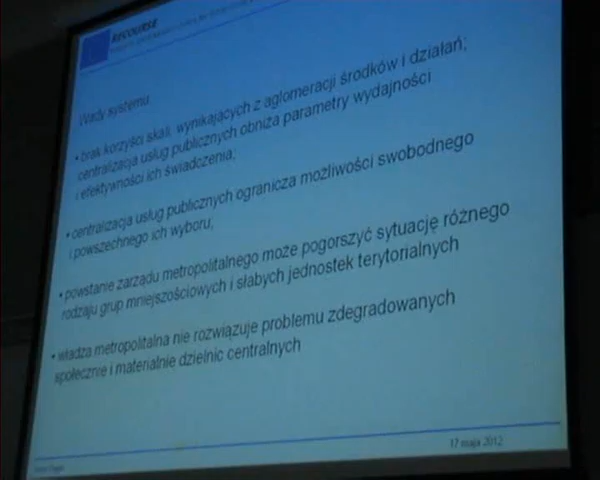 RECOURSE
Wady systemu
• brak korzyści skali, wynikających z aglomeracji środków i działań;
centralizacja usług publicznych obniża parametry wydajności
i efektywności ich świadczenia;
• centralizacja usług publicznych ogranicza możliwości swobodnego
i powszechnego ich wyboru,
• powstanie zarządu metropolitalnego może pogorszyć sytuację różnego
rodzaju grup mniejszościowych i słabych jednostek terytorialnych
• władza metropolitalna nie rozwiązuje problemu zdegradowanych
społecznie i materialnie dzielnic centralnych
17 maja 2012